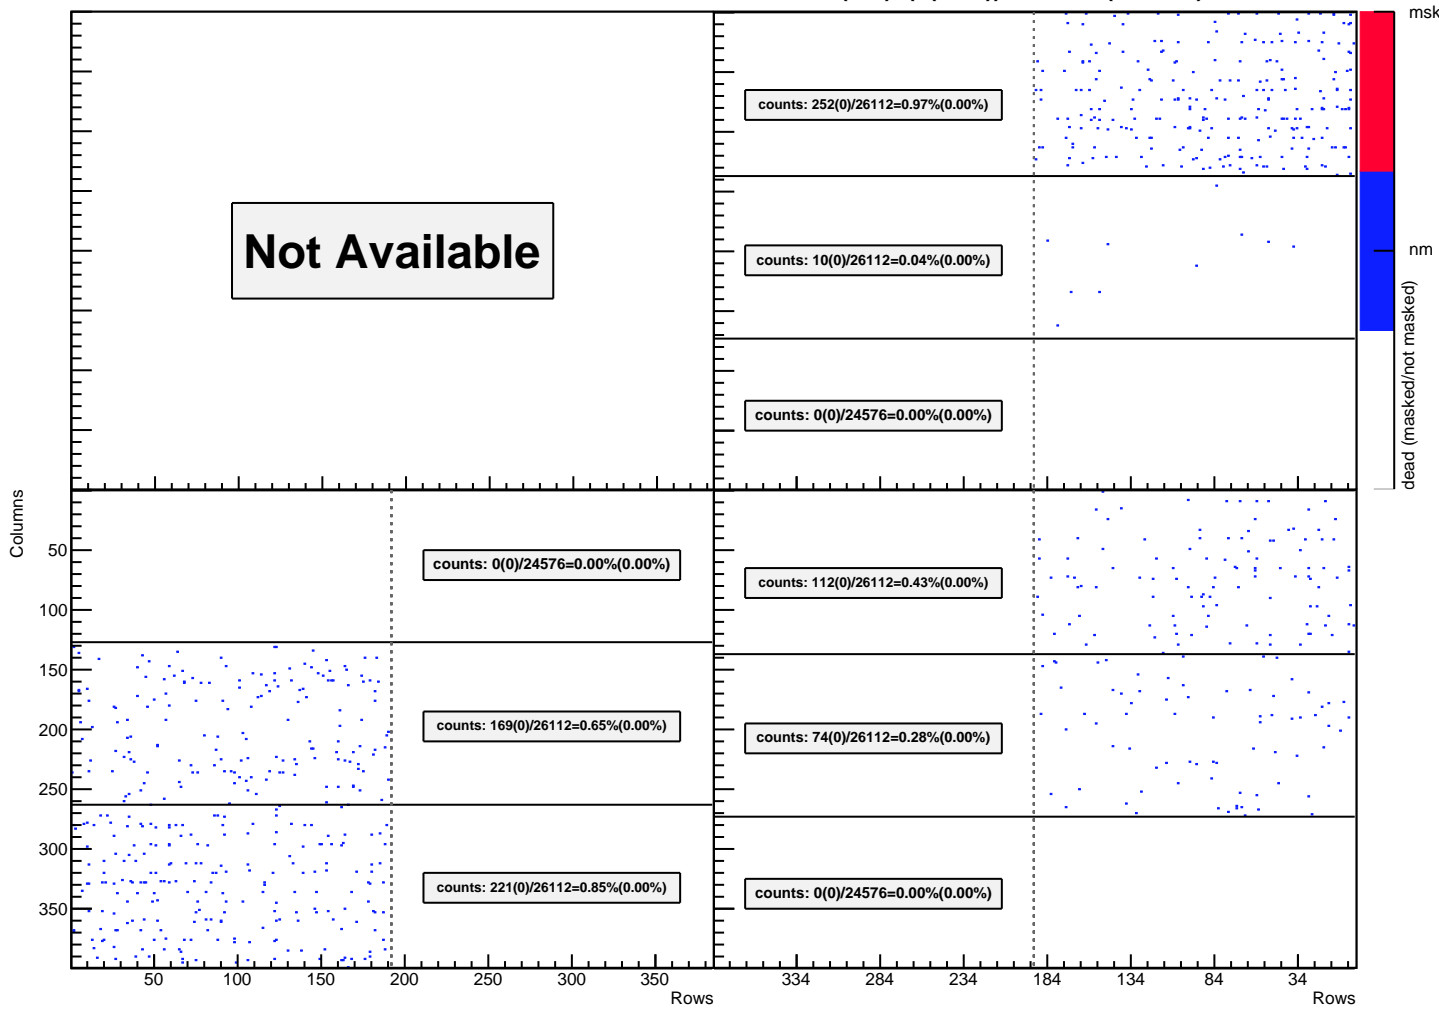 msk
counts: 252(0)/26112=0.97%(0.00%)
Not Available
nm
counts: 10(0)/26112=0.04%(0.00%)
dead (masked/not masked)
counts: 0(0)/24576=0.00%(0.00%)
50 100 150 200 250 300 350
Columns
50
100
150
200
250
300
350
counts: 0(0)/24576=0.00%(0.00%)
counts: 112(0)/26112=0.43%(0.00%)
counts: 169(0)/26112=0.65%(0.00%)
counts: 74(0)/26112=0.28%(0.00%)
counts: 221(0)/26112=0.85%(0.00%)
counts: 0(0)/24576=0.00%(0.00%)
334 284 234 184 134 84 34
Rows
Rows